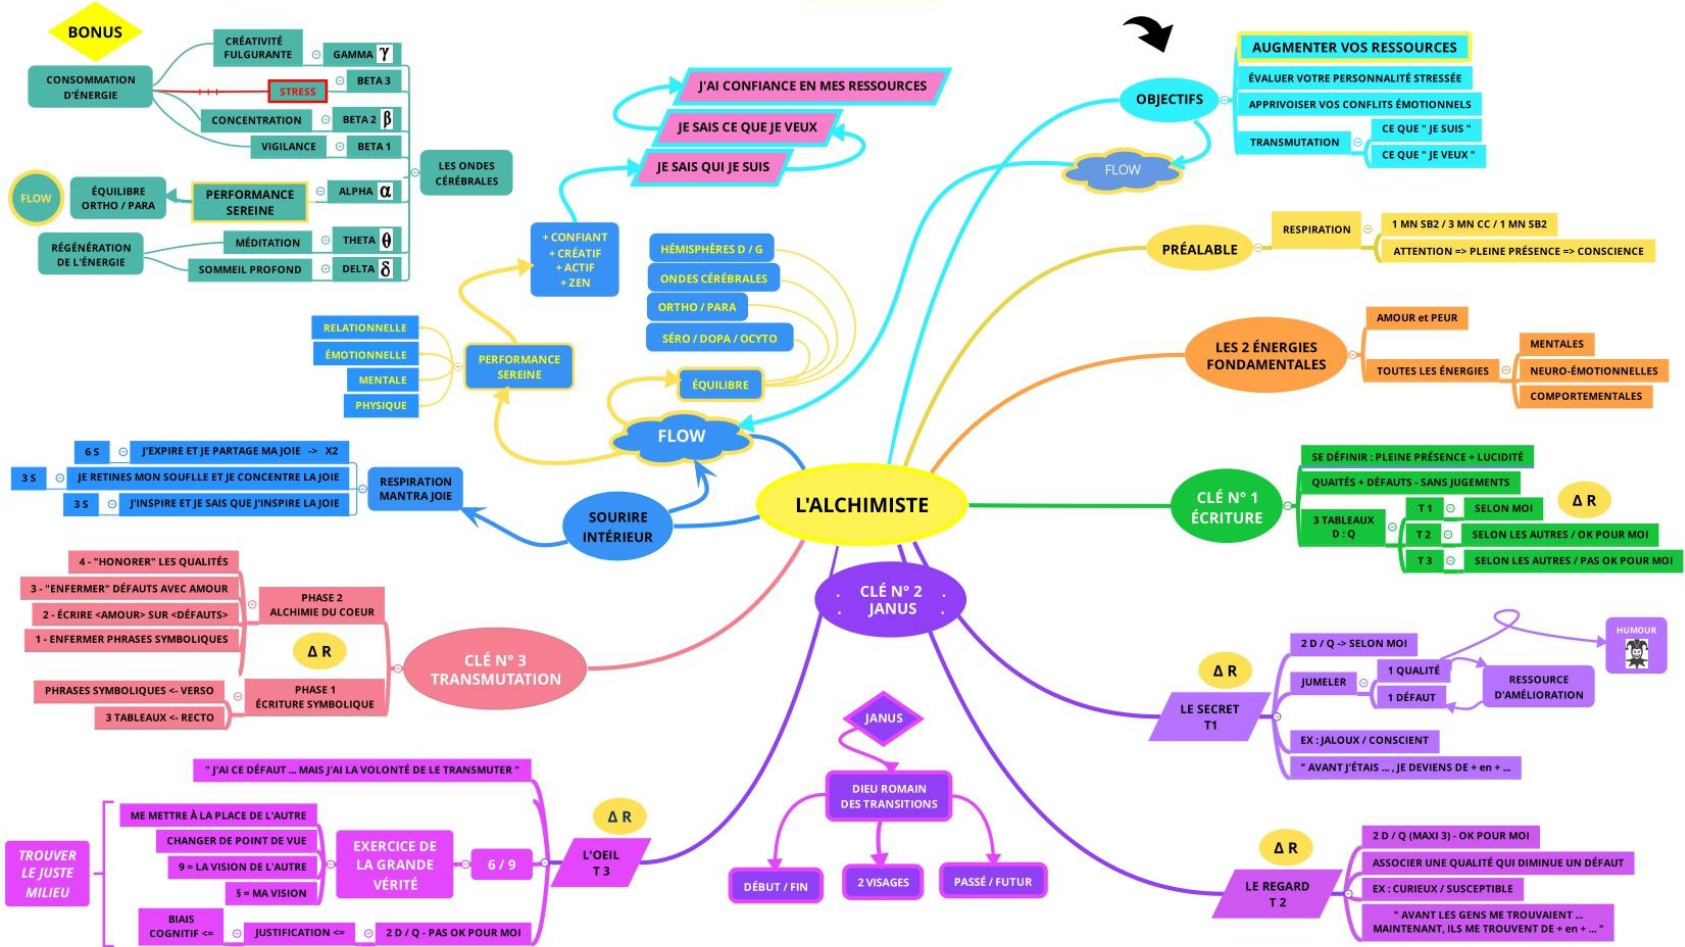 BONUS
CONSOMMATION
D'ÉNERGIE
CRÉATIVITÉ
FULGURANTE
GAMMA γ
STRESS
BETA 3
CONCENTRATION
BETA 2 β
VIGILANCE
BETA 1
LES ONDES
CÉRÉBRALES
FLOW
ÉQUILIBRE
ORTHO / PARA
PERFORMANCE
SEREINE
ALPHA α
RÉGÉNÉRATION
DE L'ÉNERGIE
MÉDITATION
THETA θ
SOMMEIL PROFOND
DELTA δ
J'AI CONFIANCE EN MES RESSOURCES
JE SAIS CE QUE JE VEUX
JE SAIS QUI JE SUIS
+ CONFIANT
+ CRÉATIF
+ ACTIF
+ ZEN
HÉMISPHÈRES D / G
ONDES CÉRÉBRALES
ORTHO / PARA
SÉRO / DOPA / OCYTO
ÉQUILIBRE
RELATIONNELLE
ÉMOTIONNELLE
MENTALE
PHYSIQUE
PERFORMANCE
SEREINE
FLOW
OBJECTIFS
AUGMENTER VOS RESSOURCES
ÉVALUER VOTRE PERSONNALITÉ STRESSÉE
APPRIVOISER VOS CONFLITS ÉMOTIONNELS
TRANSMUTATION
CE QUE " JE SUIS "
CE QUE " JE VEUX "
FLOW
PRÉALABLE
RESPIRATION
1 MN SB2 / 3 MN CC / 1 MN SB2
ATTENTION => PLEINE PRÉSENCE => CONSCIENCE
LES 2 ÉNERGIES
FONDAMENTALES
AMOUR et PEUR
TOUTES LES ÉNERGIES
MENTALES
NEURO-ÉMOTIONNELLES
COMPORTEMENTALES
6 S
J'EXPIRE ET JE PARTAGE MA JOIE -> X2
3 S
JE RETINES MON SOUFLLE ET JE CONCENTRE LA JOIE
3 S
J'INSPIRE ET JE SAIS QUE J'INSPIRE LA JOIE
RESPIRATION
MANTRA JOIE
SOURIRE
INTÉRIEUR
L'ALCHIMISTE
CLÉ N° 1
ÉCRITURE
SE DÉFINIR : PLEINE PRÉSENCE + LUCIDITÉ
QUAITÉS + DÉFAUTS - SANS JUGEMENTS
3 TABLEAUX
D : Q
T 1
SELON MOI
T 2
SELON LES AUTRES / OK POUR MOI
T 3
SELON LES AUTRES / PAS OK POUR MOI
Δ R
4 - "HONORER" LES QUALITÉS
3 - "ENFERMER" DÉFAUTS AVEC AMOUR
2 - ÉCRIRE <AMOUR> SUR <DÉFAUTS>
1 - ENFERMER PHRASES SYMBOLIQUES
PHASE 2
ALCHIMIE DU COEUR
Δ R
PHRASES SYMBOLIQUES <- VERSO
3 TABLEAUX <- RECTO
PHASE 1
ÉCRITURE SYMBOLIQUE
CLÉ N° 3
TRANSMUTATION
. CLÉ N° 2 .
. JANUS .
Δ R
LE SECRET
T1
2 D / Q -> SELON MOI
JUMELER
1 QUALITÉ
1 DÉFAUT
RESSOURCE
D'AMÉLIORATION
HUMOUR
EX : JALOUX / CONSCIENT
" AVANT J'ÉTAIS ... , JE DEVIENS DE + en + ...
JANUS
DIEU ROMAIN
DES TRANSITIONS
DÉBUT / FIN
2 VISAGES
PASSÉ / FUTUR
" J'AI CE DÉFAUT ... MAIS J'AI LA VOLONTÉ DE LE TRANSMUTER "
TROUVER
LE JUSTE
MILIEU
ME METTRE À LA PLACE DE L'AUTRE
CHANGER DE POINT DE VUE
9 = LA VISION DE L'AUTRE
§ = MA VISION
EXERCICE DE
LA GRANDE
VÉRITÉ
6 / 9
BIAIS
COGNITIF <=
JUSTIFICATION <=
2 D / Q - PAS OK POUR MOI
Δ R
L'OEIL
T 3
Δ R
LE REGARD
T 2
2 D / Q (MAXI 3) - OK POUR MOI
ASSOCIER UNE QUALITÉ QUI DIMINUE UN DÉFAUT
EX : CURIEUX / SUSCEPTIBLE
" AVANT LES GENS ME TROUVAIENT ...
MAINTENANT, ILS ME TROUVENT DE + en + ... "